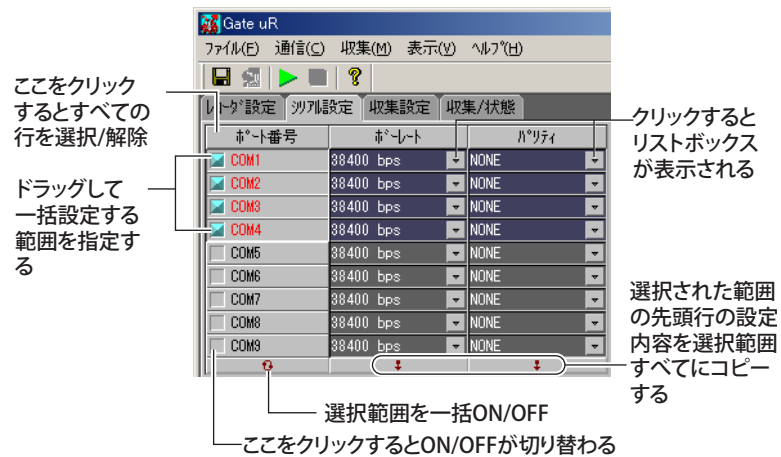 Gate uR
ファイル(F) 通信(C) 収集(M) 表示(V) ヘルプ(H)
レコーダ設定 シリアル設定 収集設定 収集/状態
ポート番号 ボーレート パリティ
COM1 38400 bps NONE
COM2 38400 bps NONE
COM3 38400 bps NONE
COM4 38400 bps NONE
COM5 38400 bps NONE
COM6 38400 bps NONE
COM7 38400 bps NONE
COM8 38400 bps NONE
COM9 38400 bps NONE
ここをクリック
するとすべての
行を選択/解除
ドラッグして
一括設定する
範囲を指定す
る
クリックすると
リストボックス
が表示される
選択された範囲
の先頭行の設定
内容を選択範囲
すべてにコピー
する
選択範囲を一括ON/OFF
ここをクリックするとON/OFFが切り替わる